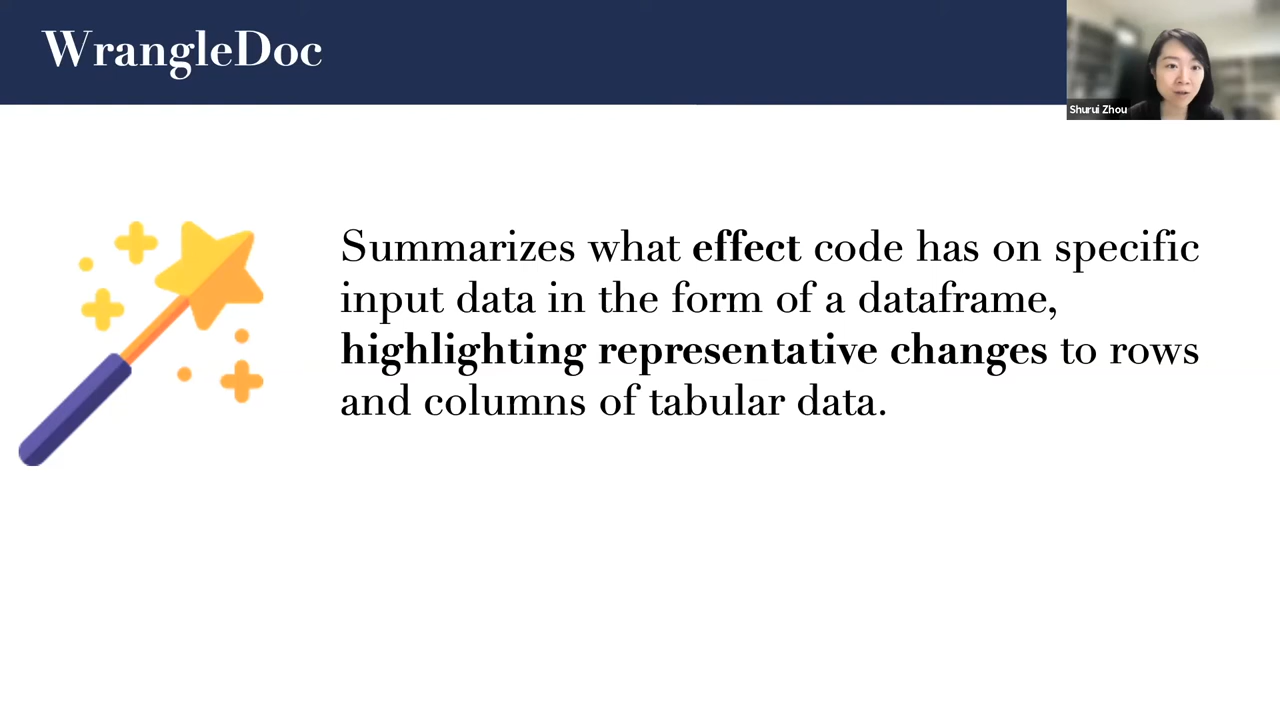 WrangleDoc
Shurui Zhou
Summarizes what effect code has on specific
input data in the form of a dataframe,
highlighting representative changes to rows
and columns of tabular data.